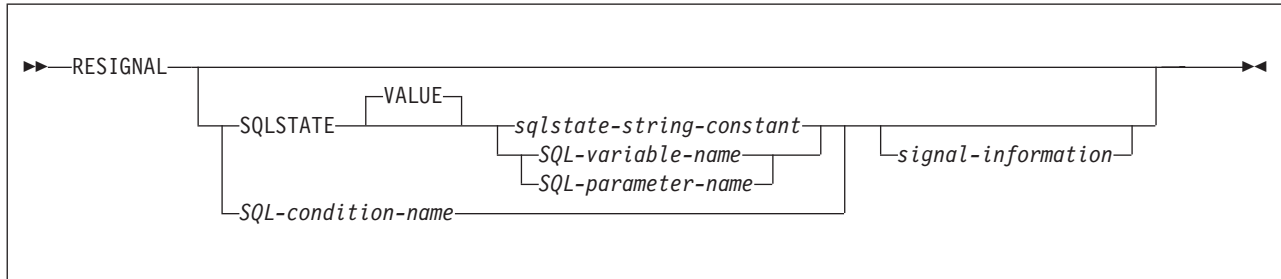 RESIGNAL
VALUE
SQLSTATE
sqlstate-string-constant
SQL-variable-name
signal-information
SQL-parameter-name
SQL-condition-name